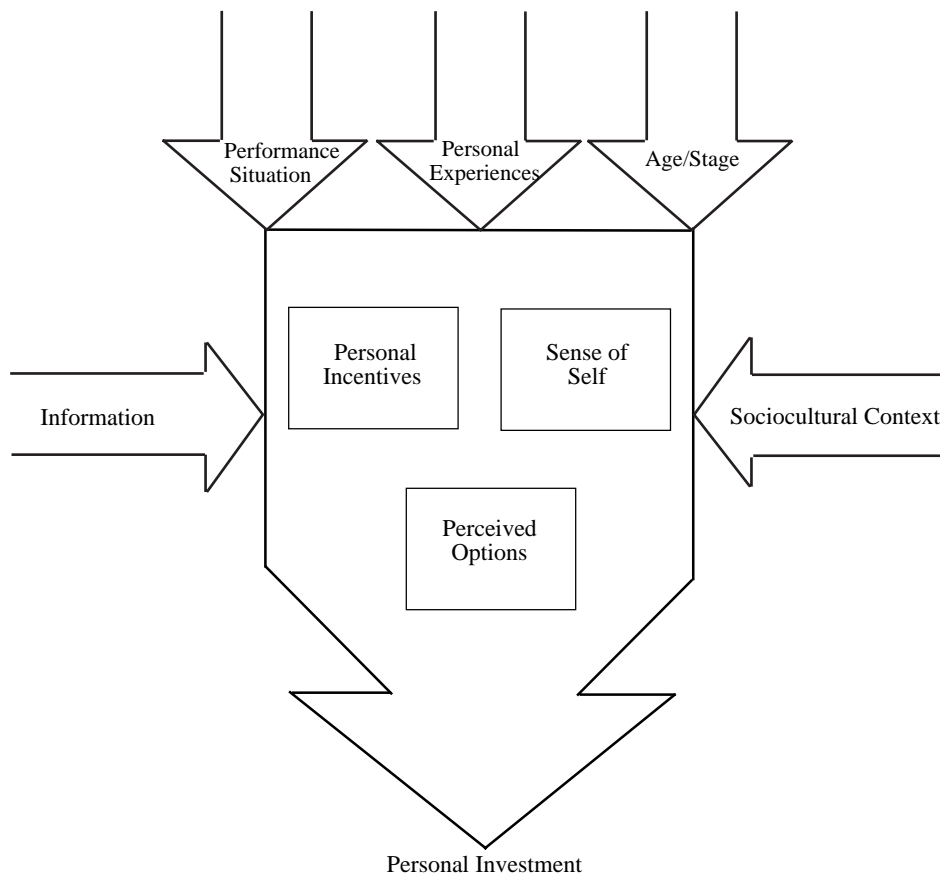 Performance
Situation
Personal
Experiences
Age/Stage
Personal
Incentives
Sense of
Self
Information
Sociocultural Context
Perceived
Options
Personal Investment